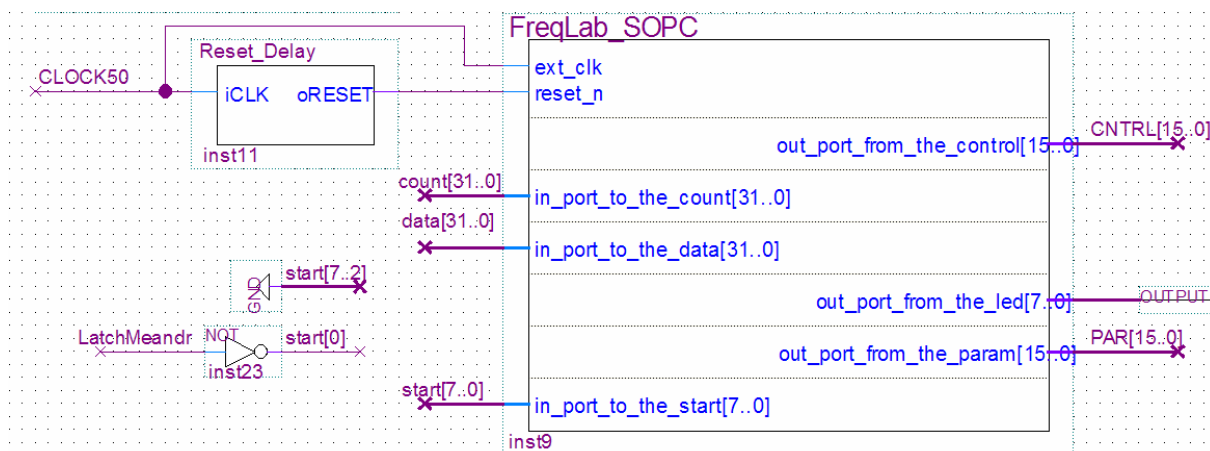 FreqLab_SOPC
Reset_Delay
CLOCK50
iCLK oRESET
inst11
ext_clk
reset_n
out_port_from_the_control[15..0]
CNTRL[15..0]
count[31..0]
in_port_to_the_count[31..0]
data[31..0]
in_port_to_the_data[31..0]
GND
start[7..2]
out_port_from_the_led[7..0]
OUTPUT
LatchMeandr
NOT
start[0]
inst23
out_port_from_the_param[15..0]
PAR[15..0]
start[7..0]
in_port_to_the_start[7..0]
inst9